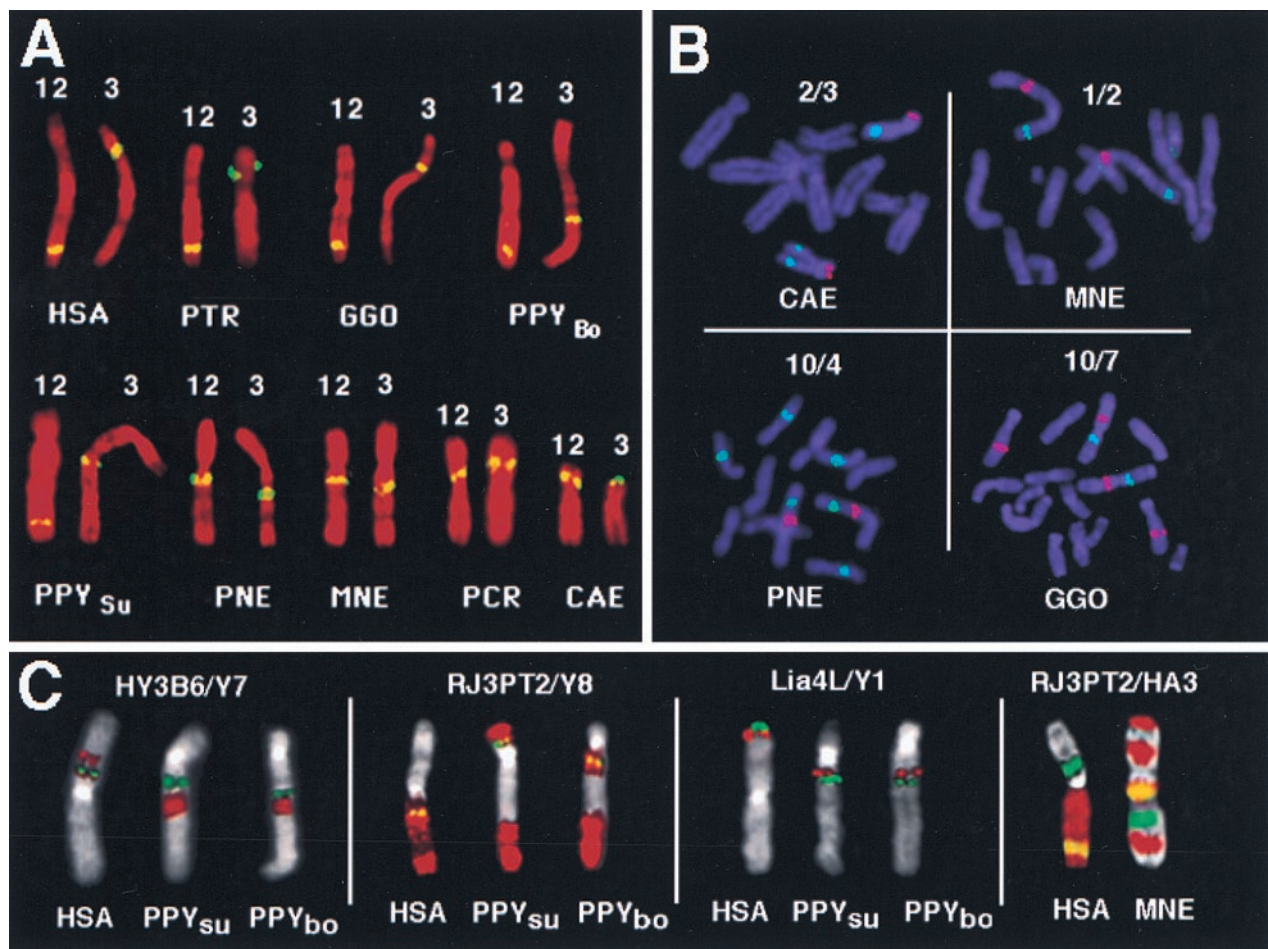 A
12 3 12 3 12 3 12 3
HSA PTR GGO PPY Bo
12 3 12 3 12 3 12 3 12 3
PPY Su PNE MNE PCR CAE
B
2/3 1/2
CAE MNE
10/4 10/7
PNE GGO
C
HY3B6/Y7 RJ3PT2/Y8 Lia4L/Y1 RJ3PT2/HA3
HSA PPYsu PPYbo HSA PPYsu PPYbo HSA PPYsu PPYbo HSA MNE